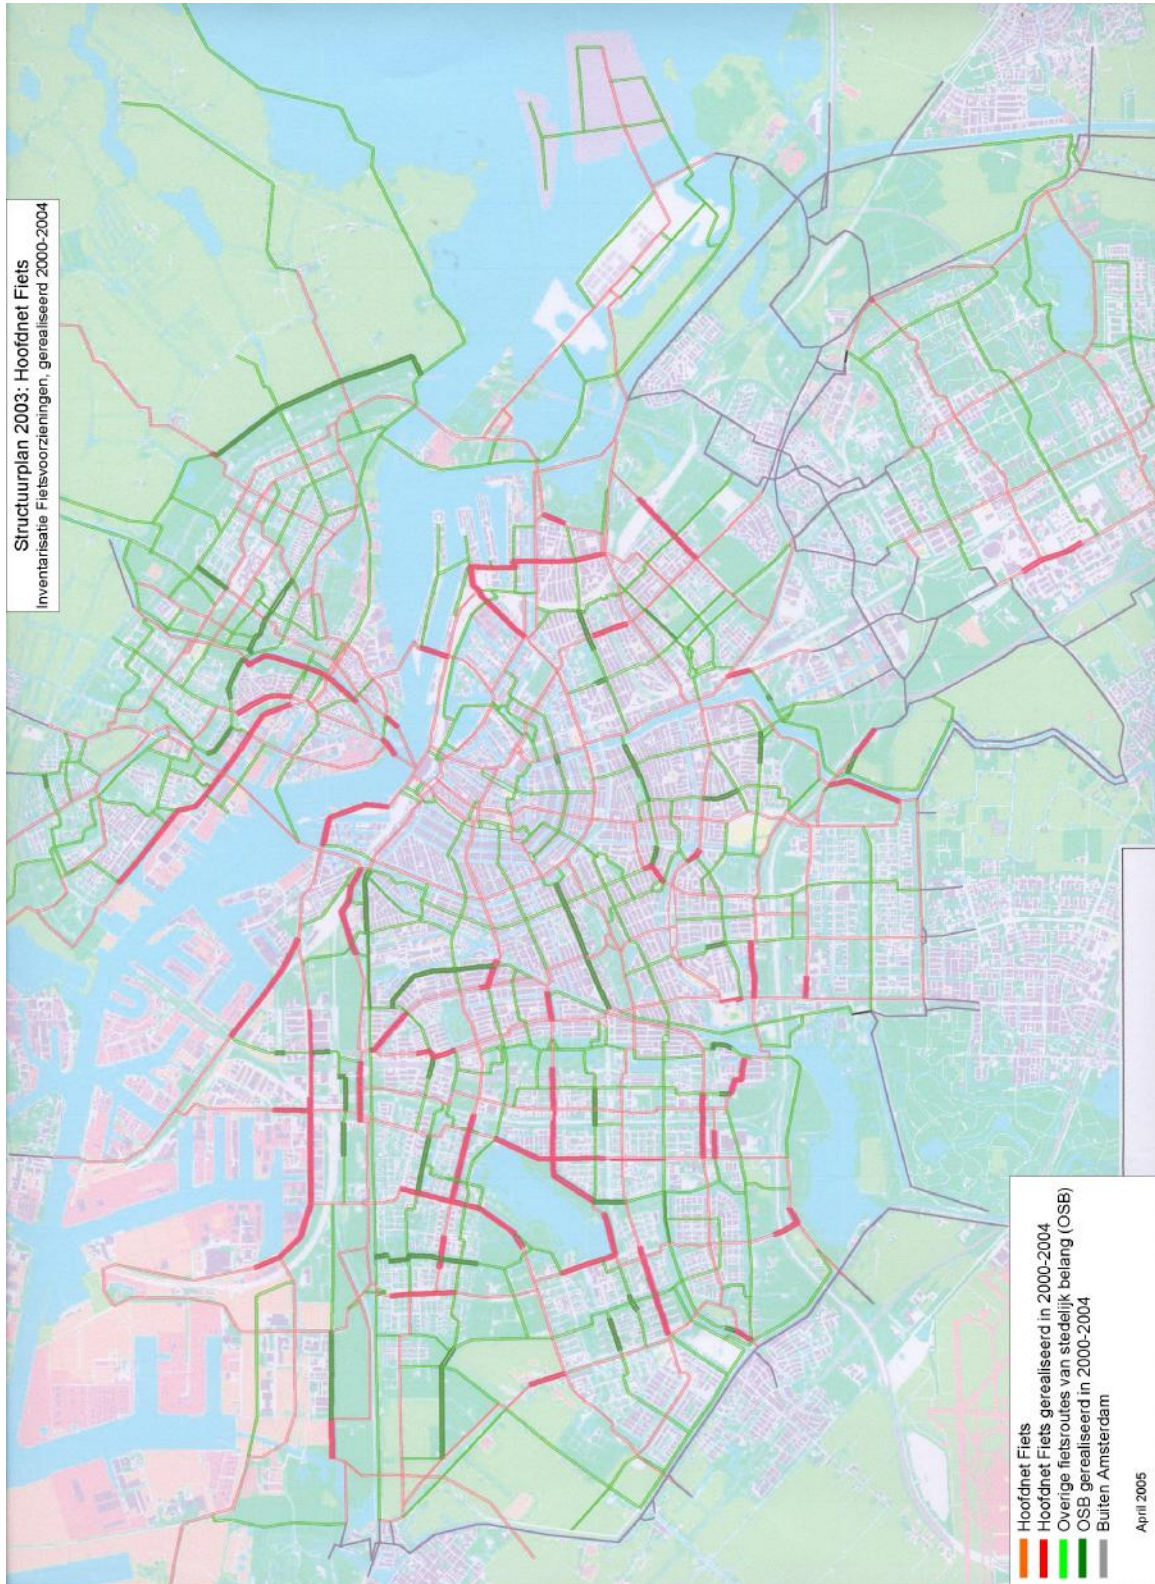 Structuurplan 2003: Hoofdnet Fiets
Inventarisatie Fietsvoorzieningen, gerealiseerd 2000-2004
Hoofdnet Fiets
Hoofdnet Fiets gerealiseerd in 2000-2004
Overige fietsroutes van stedelijk belang (OSB)
OSB gerealiseerd in 2000-2004
Buiten Amsterdam
April 2005